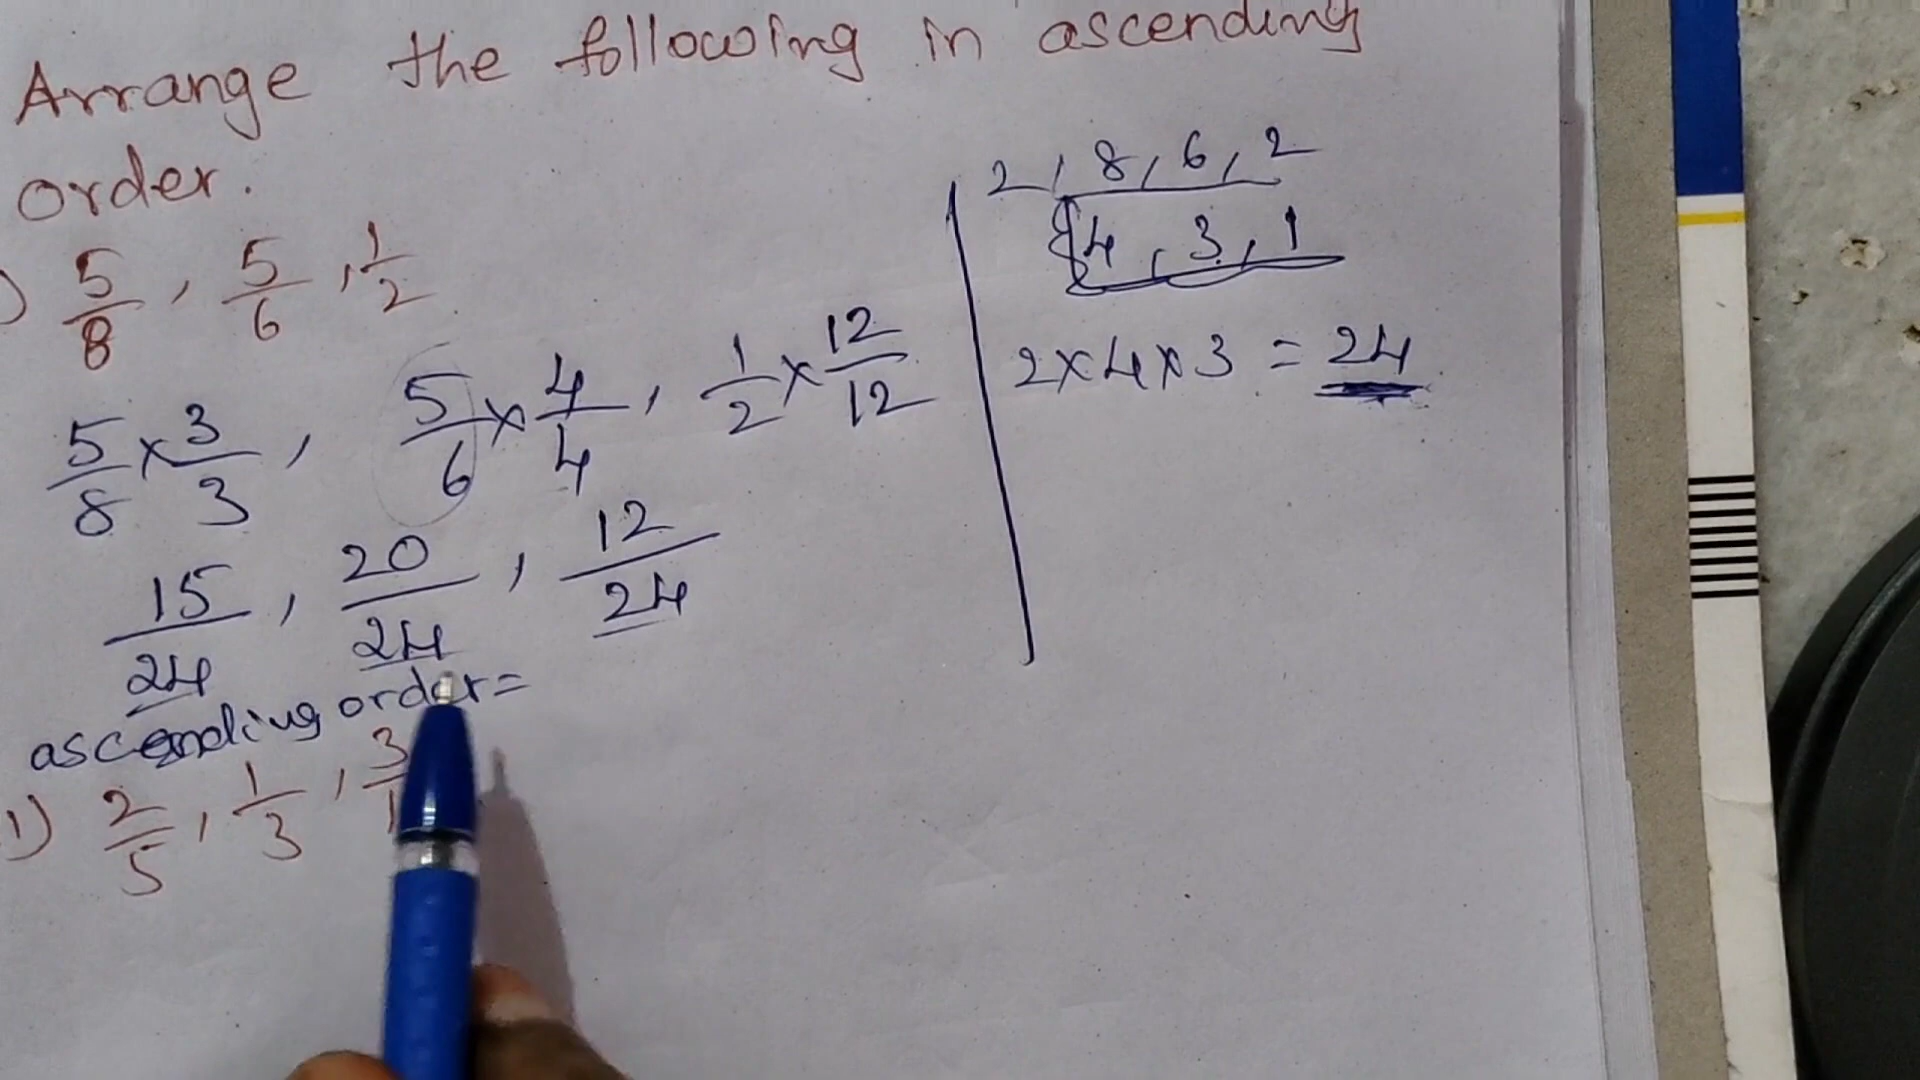 Arrange the following in ascending
order.
) 5/8, 5/6, 1/2
5/8 × 3/3, 5/6 × 4/4, 1/2 × 12/12
15/24, 20/24, 12/24
ascending order=
1) 2/5, 1/3,
2, 8, 6, 2
4, 3, 1
2×4×3 = 24